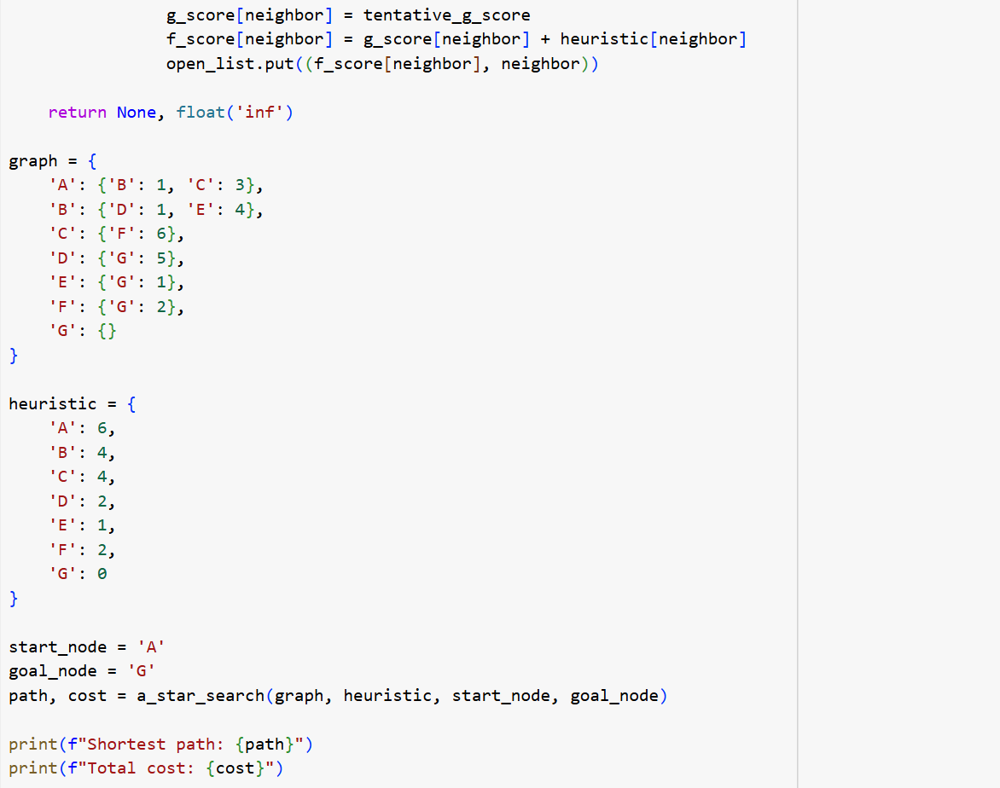 g_score[neighbor] = tentative_g_score
                f_score[neighbor] = g_score[neighbor] + heuristic[neighbor]
                open_list.put((f_score[neighbor], neighbor))
    return None, float('inf')
graph = {
    'A': {'B': 1, 'C': 3},
    'B': {'D': 1, 'E': 4},
    'C': {'F': 6},
    'D': {'G': 5},
    'E': {'G': 1},
    'F': {'G': 2},
    'G': {}
}
heuristic = {
    'A': 6,
    'B': 4,
    'C': 4,
    'D': 2,
    'E': 1,
    'F': 2,
    'G': 0
}
start_node = 'A'
goal_node = 'G'
path, cost = a_star_search(graph, heuristic, start_node, goal_node)
print(f"Shortest path: {path}")
print(f"Total cost: {cost}")